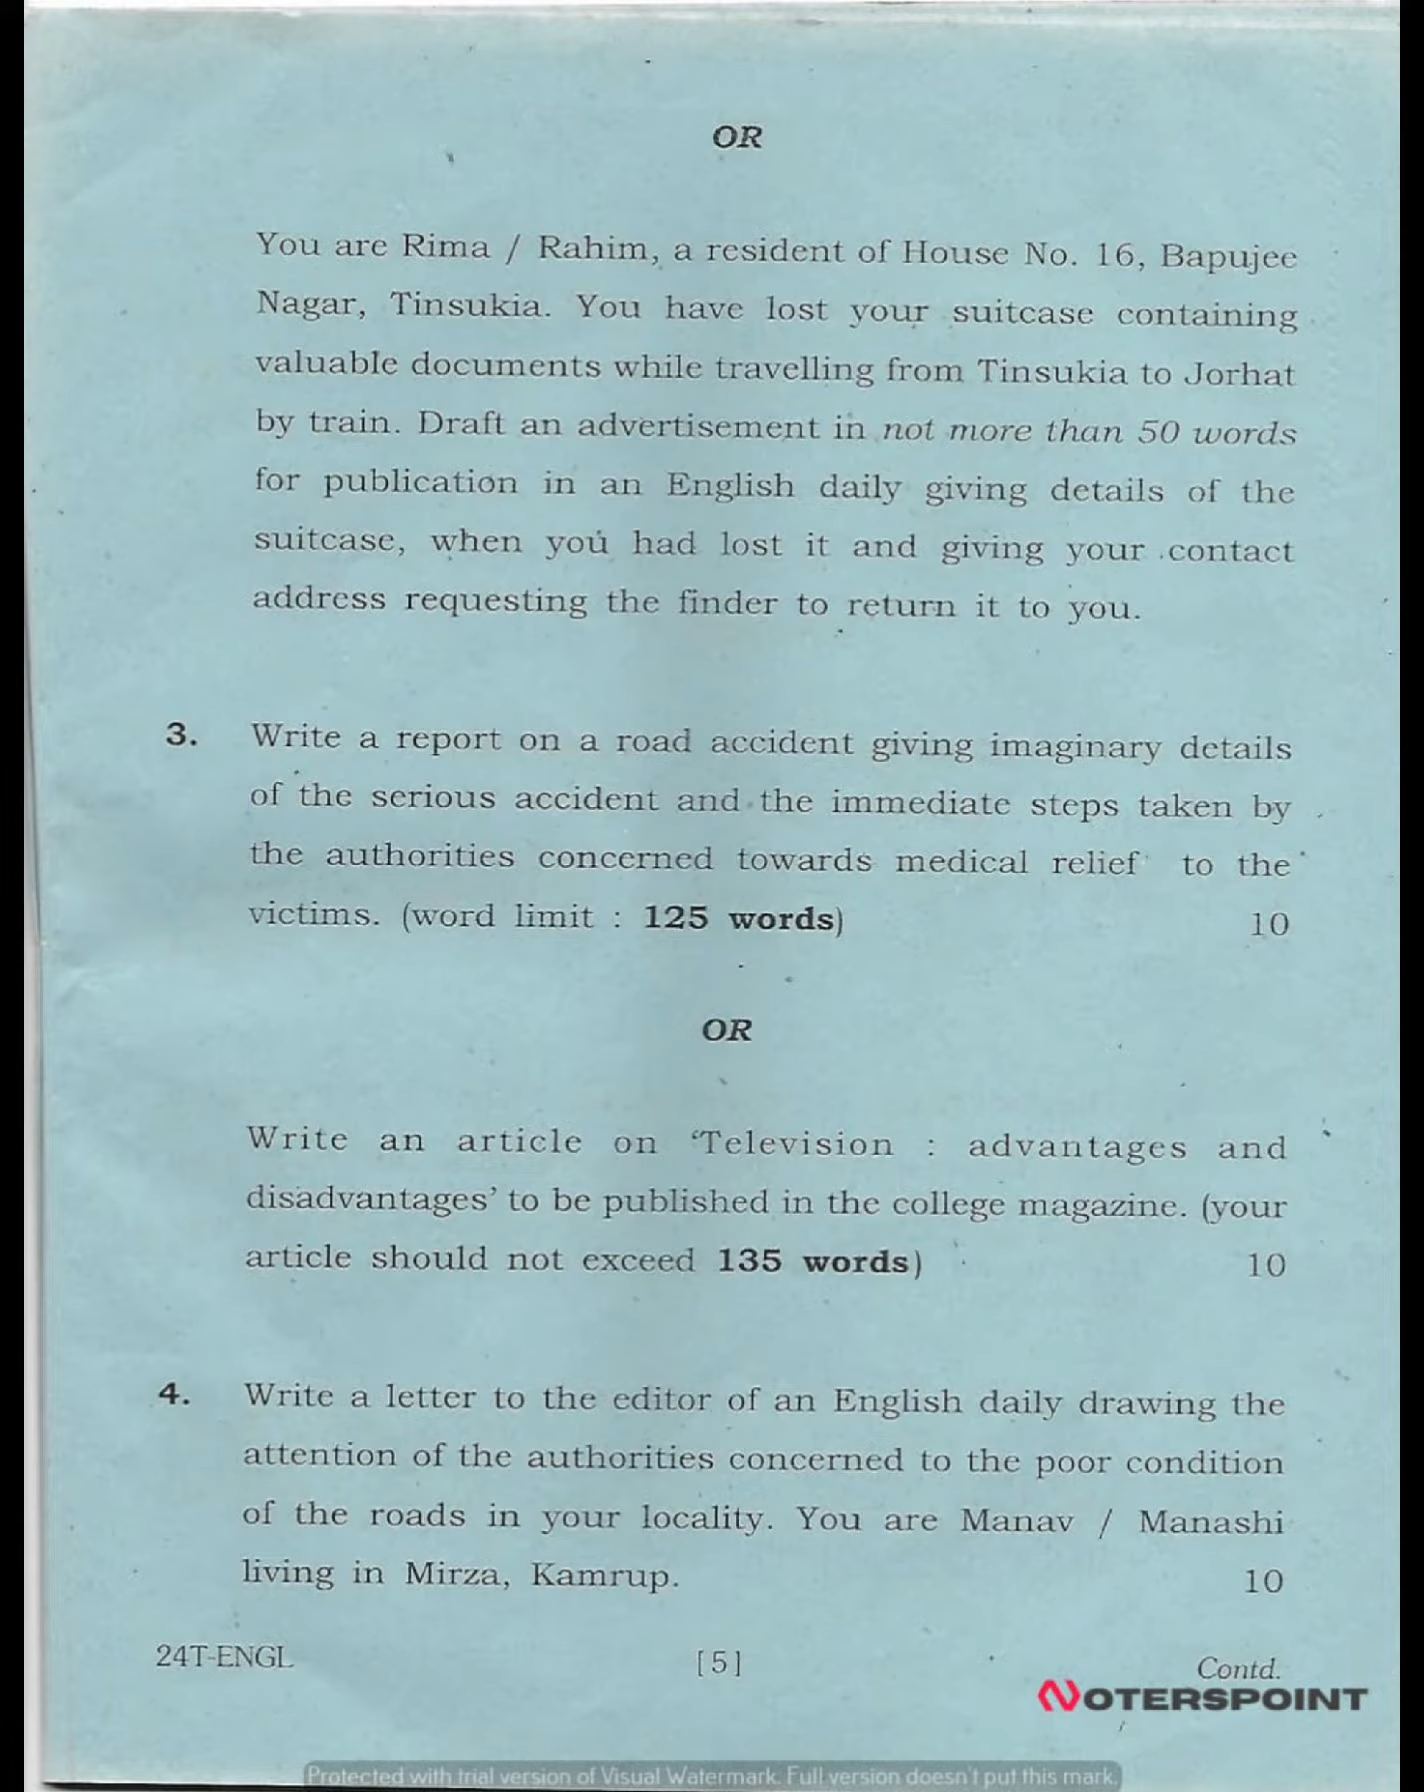 OR
You are Rima / Rahim, a resident of House No. 16, Bapujee
Nagar, Tinsukia. You have lost your suitcase containing
valuable documents while travelling from Tinsukia to Jorhat
by train. Draft an advertisement in not more than 50 words
for publication in an English daily giving details of the
suitcase, when you had lost it and giving your contact
address requesting the finder to return it to you.
3. Write a report on a road accident giving imaginary details
of the serious accident and the immediate steps taken by
the authorities concerned towards medical relief to the
victims. (word limit : 125 words) 10
OR
Write an article on ‘Television : advantages and
disadvantages’ to be published in the college magazine. (your
article should not exceed 135 words) 10
4. Write a letter to the editor of an English daily drawing the
attention of the authorities concerned to the poor condition
of the roads in your locality. You are Manav / Manashi
living in Mirza, Kamrup. 10
24T-ENGL [5] Contd.
NOTERSPOINT
Protected with trial version of Visual Watermark. Full version doesn't put this mark.